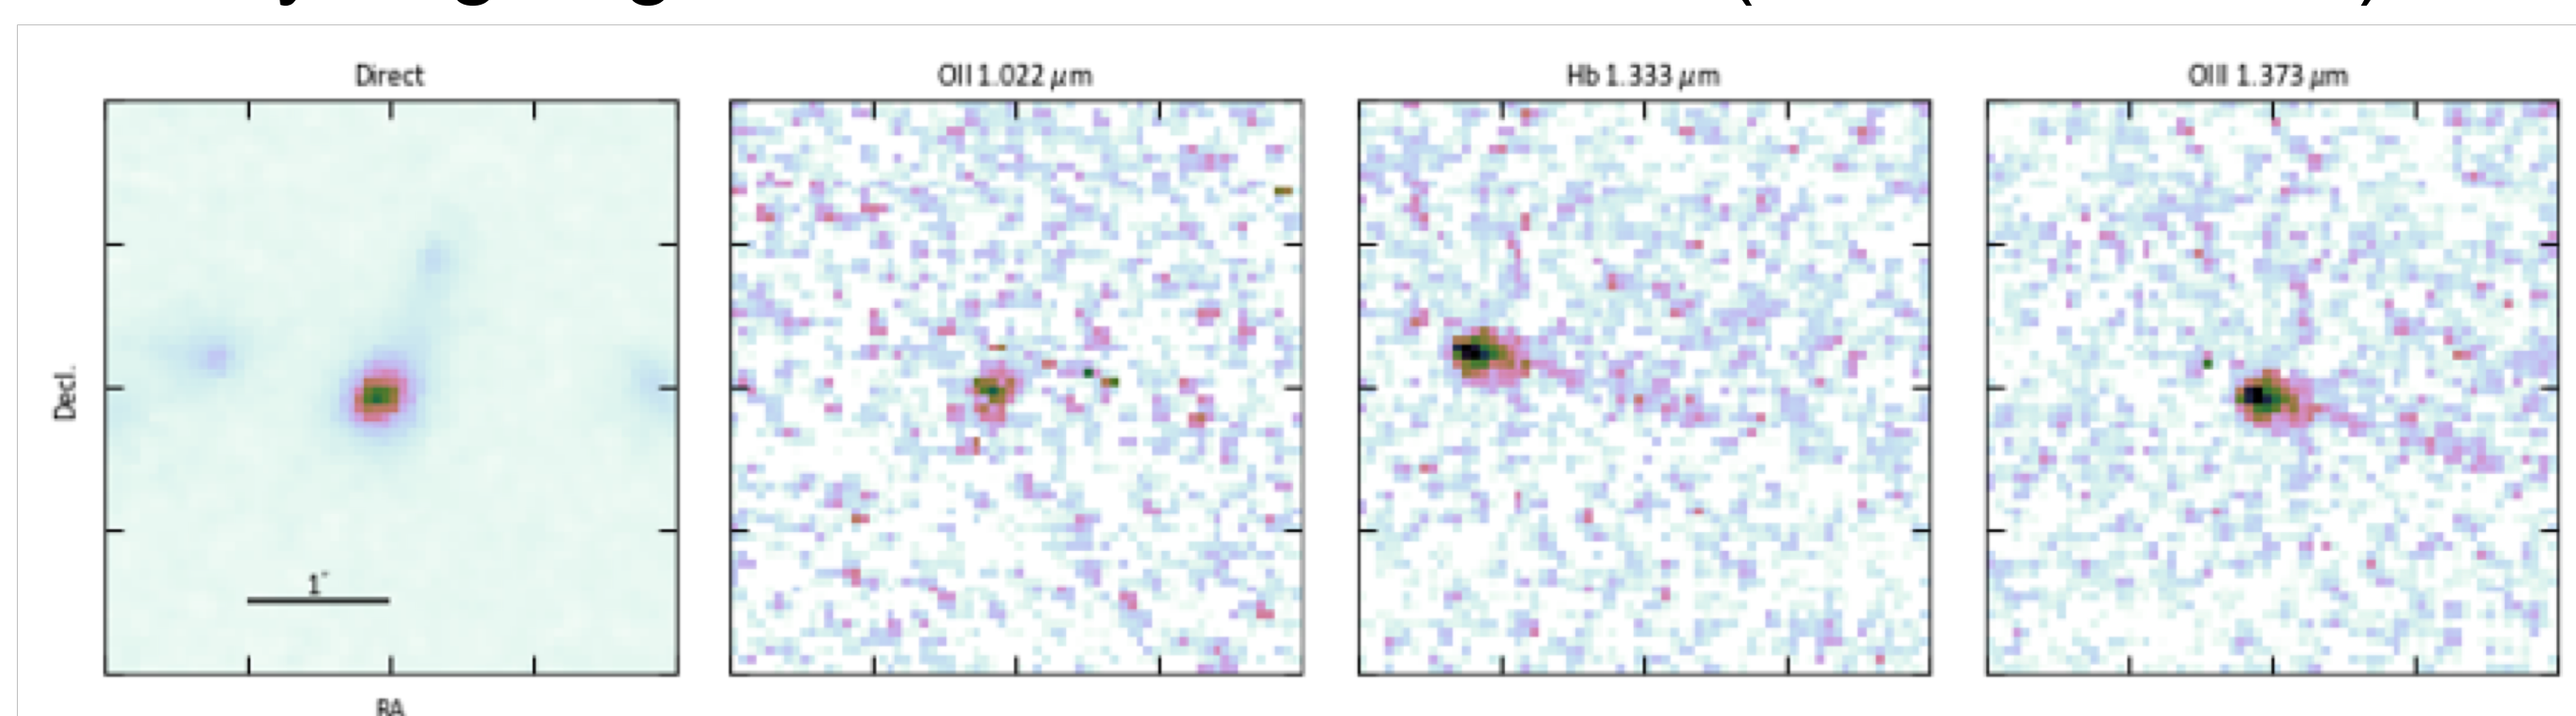 Direct
OII 1.022 μm
Hb 1.333 μm
OIII 1.373 μm
Decl.
1"
RA